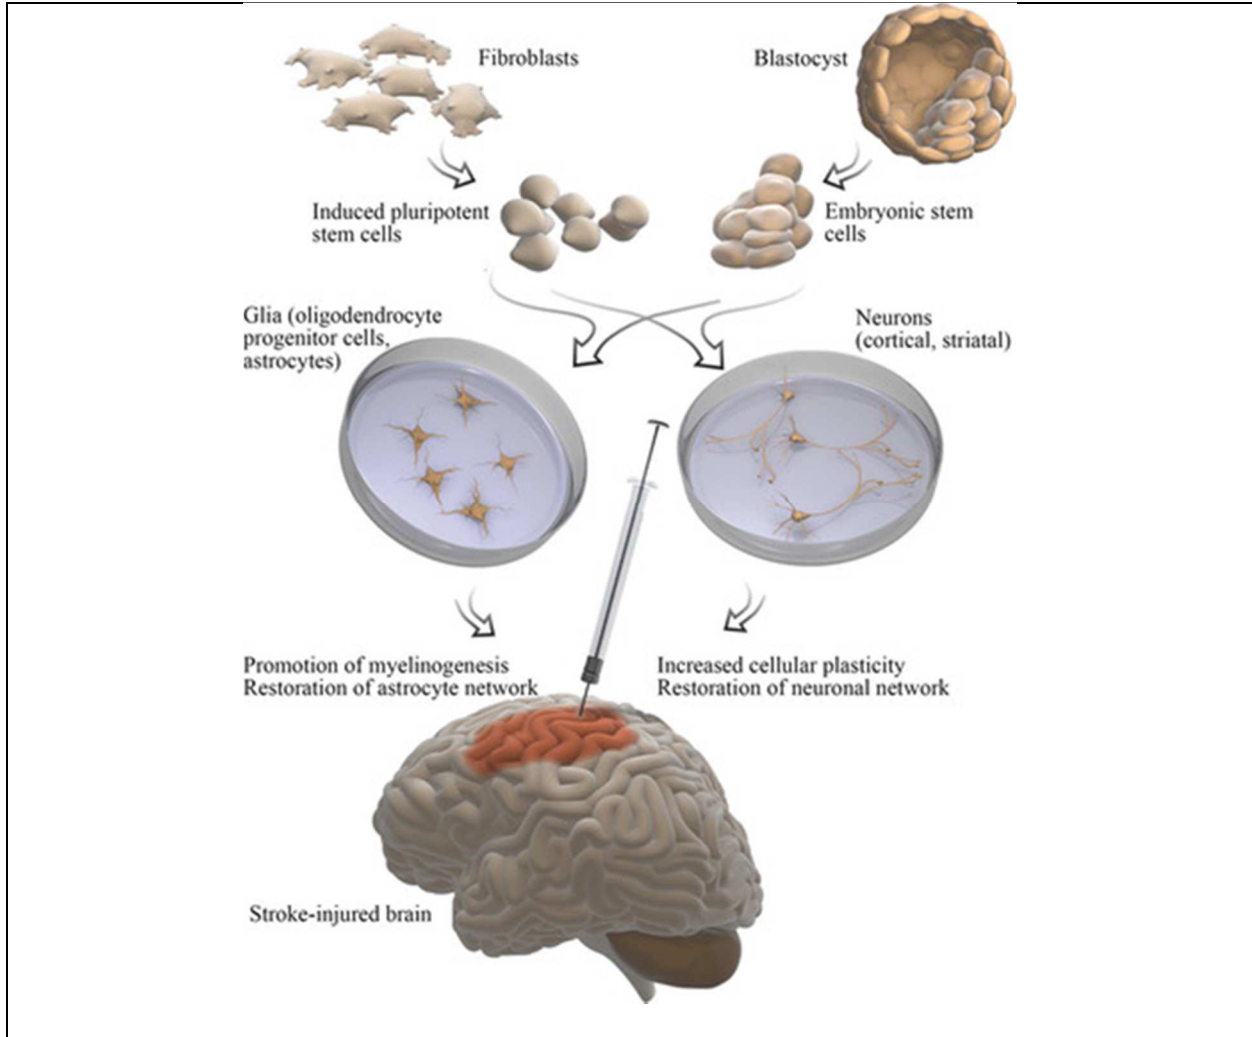 Fibroblasts
Blastocyst
Induced pluripotent
stem cells
Embryonic stem
cells
Glia (oligodendrocyte
progenitor cells,
astrocytes)
Neurons
(cortical, striatal)
Promotion of myelinogenesis
Restoration of astrocyte network
Increased cellular plasticity
Restoration of neuronal network
Stroke-injured brain